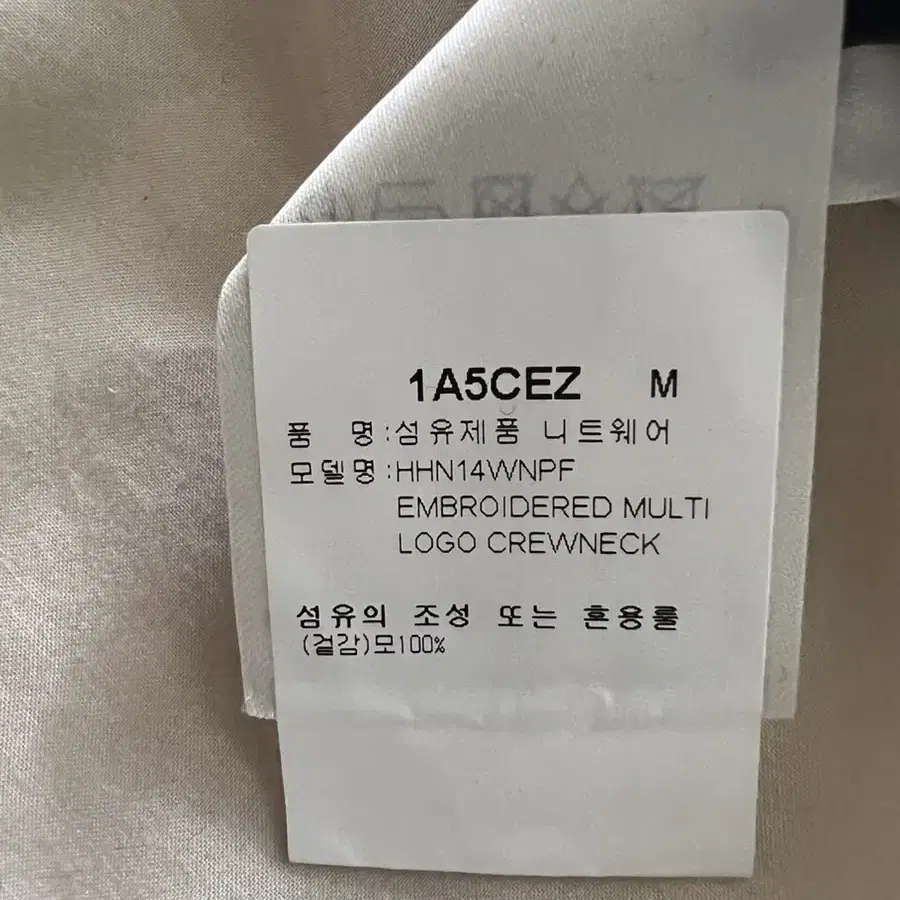 1A5CEZ M
품 명:섬유제품 니트웨어
모델명:HHN14WNPF
EMBROIDERED MULTI
LOGO CREWNECK
섬유의 조성 또는 혼용률
(겉감)모100%